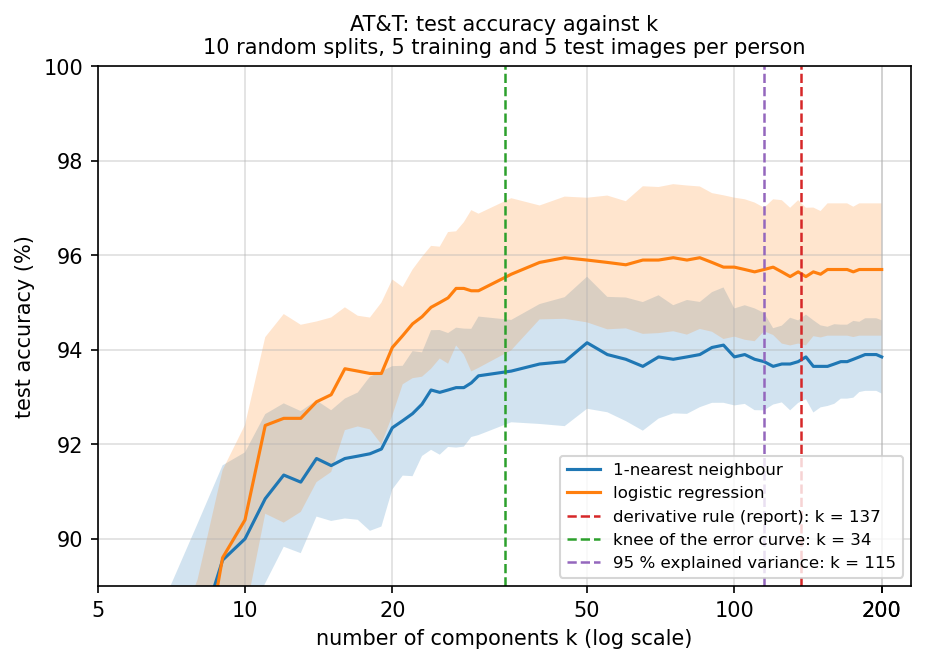 AT&T: test accuracy against k
10 random splits, 5 training and 5 test images per person
100
98
96
94
92
90
test accuracy (%)
5
10
20
50
100
200
number of components k (log scale)
1-nearest neighbour
logistic regression
derivative rule (report): k = 137
knee of the error curve: k = 34
95 % explained variance: k = 115